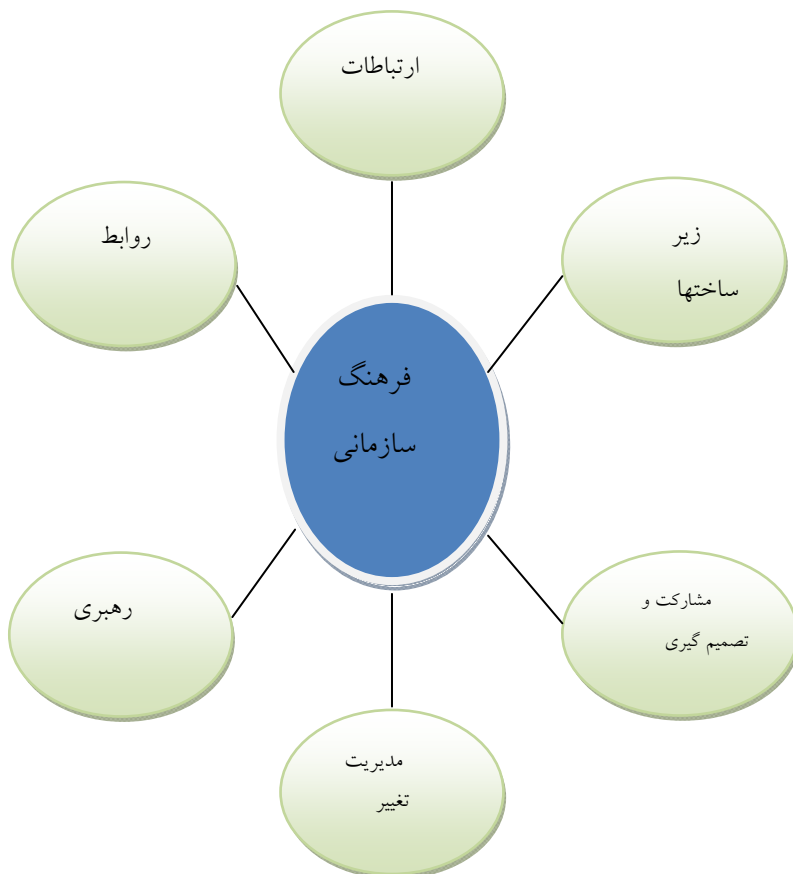 ارتباطات
زیر
ساختها
روابط
فرهنگ
سازمانی
مشارکت و
تصمیم گیری
رهبری
مدیریت
تغییر